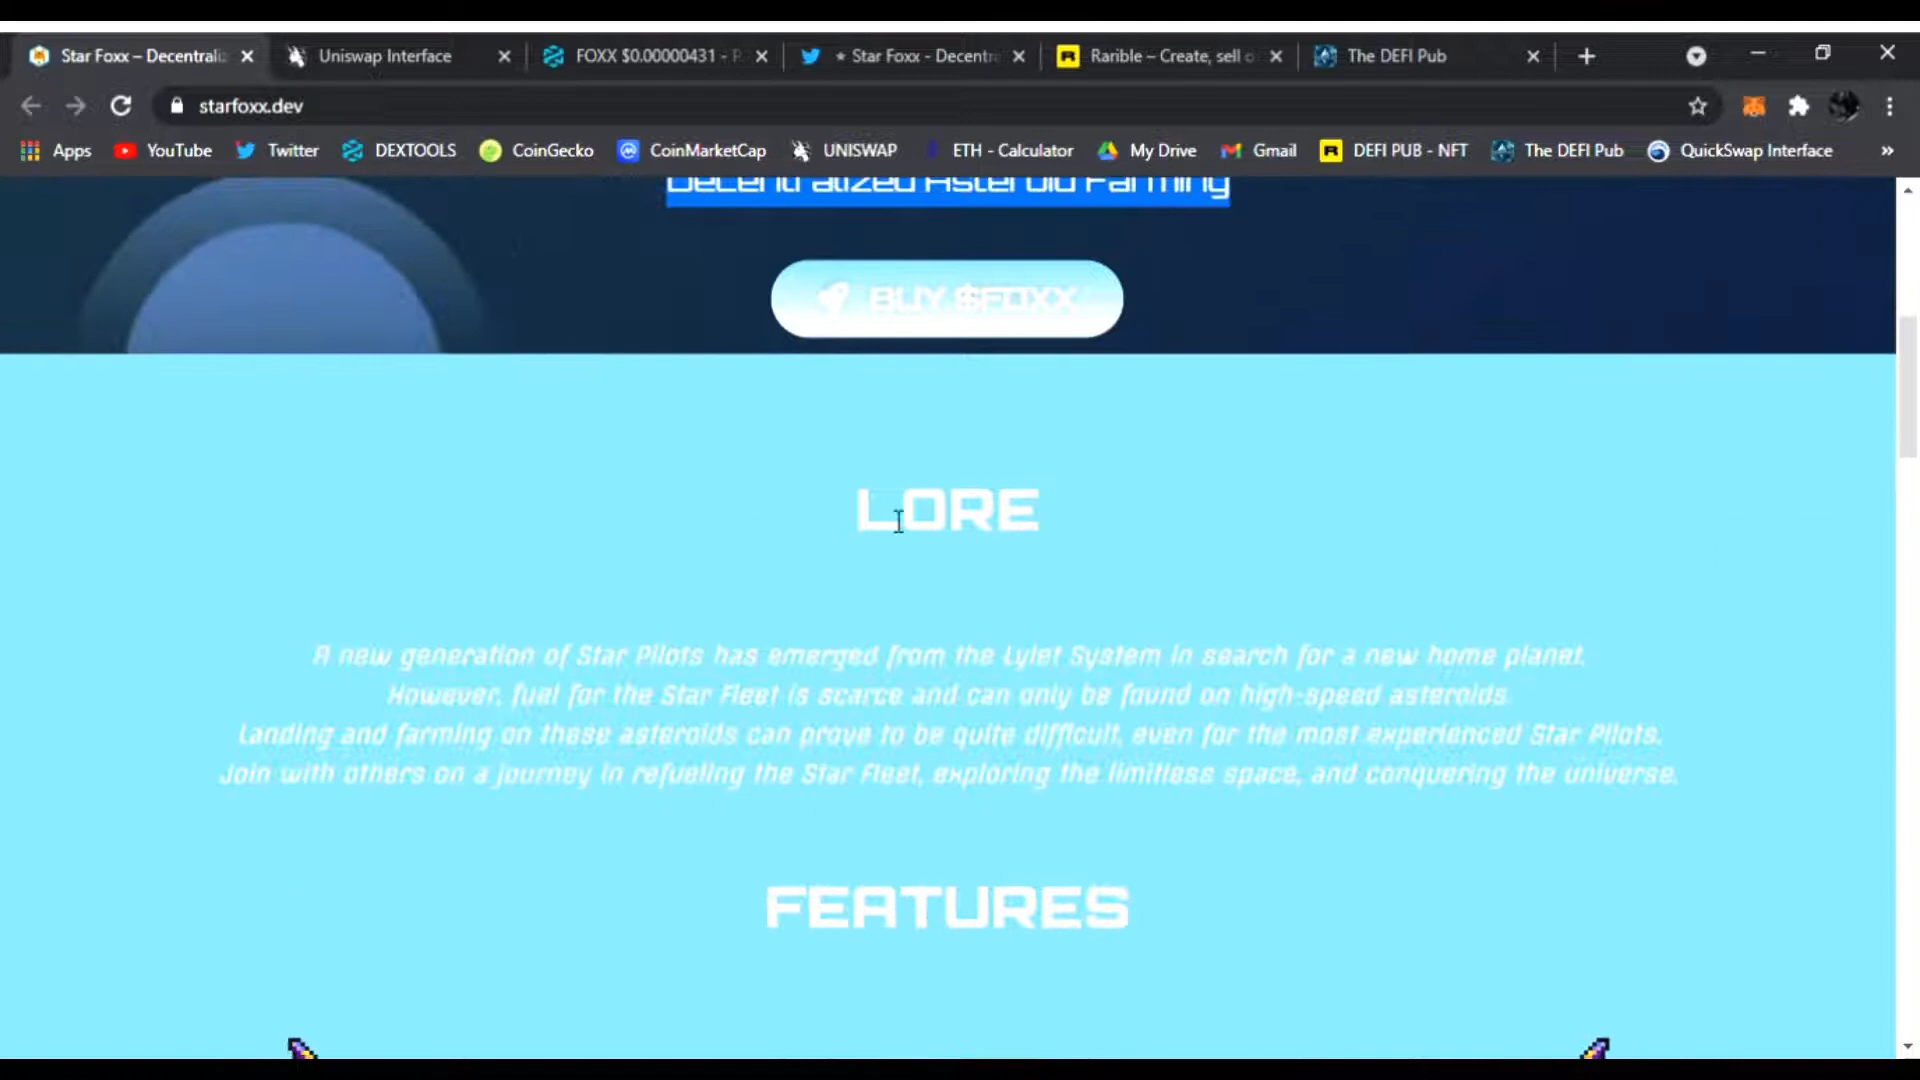 Star Foxx – Decentraliz
Uniswap Interface
FOXX $0.00000431 - P
* Star Foxx - Decentr
Rarible – Create, sell o
The DEFI Pub
starfoxx.dev
Apps
YouTube
Twitter
DEXTOOLS
CoinGecko
CoinMarketCap
UNISWAP
ETH - Calculator
My Drive
Gmail
DEFI PUB - NFT
The DEFI Pub
QuickSwap Interface
»
Decentralized Asteroid Farming
BUY $FOXX
LORE
A new generation of Star Pilots has emerged from the Lylet System in search for a new home planet.
However, fuel for the Star Fleet is scarce and can only be found on high-speed asteroids.
Landing and farming on these asteroids can prove to be quite difficult, even for the most experienced Star Pilots.
Join with others on a journey in refueling the Star Fleet, exploring the limitless space, and conquering the universe.
FEATURES